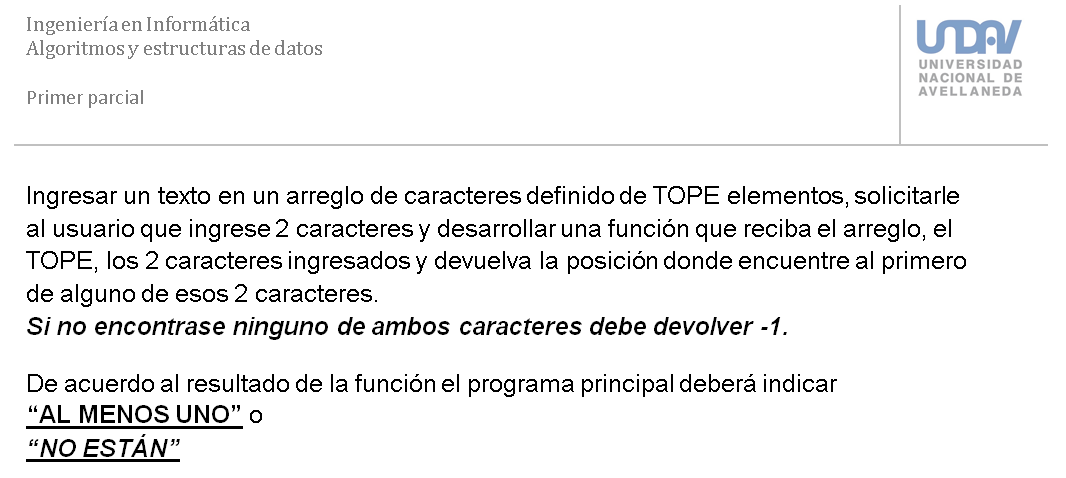 Ingeniería en Informática
Algoritmos y estructuras de datos
Primer parcial
UNDAV
UNIVERSIDAD
NACIONAL DE
AVELLANEDA
Ingresar un texto en un arreglo de caracteres definido de TOPE elementos, solicitarle
al usuario que ingrese 2 caracteres y desarrollar una función que reciba el arreglo, el
TOPE, los 2 caracteres ingresados y devuelva la posición donde encuentre al primero
de alguno de esos 2 caracteres.
Si no encontrase ninguno de ambos caracteres debe devolver -1.
De acuerdo al resultado de la función el programa principal deberá indicar
“AL MENOS UNO” o
“NO ESTÁN”